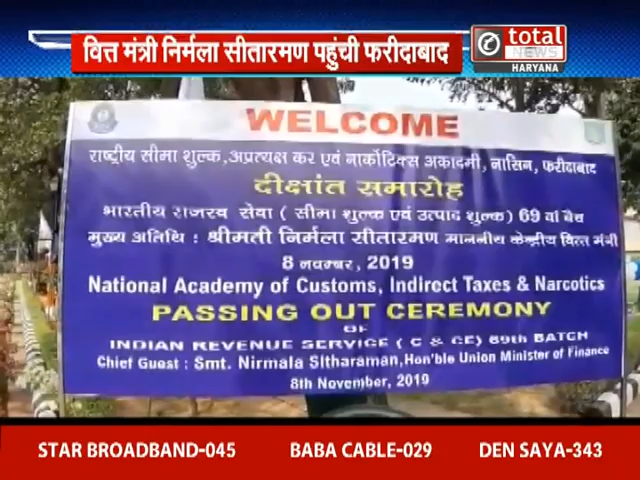 वित्त मंत्री निर्मला सीतारमण पहुंची फरीदाबाद
total
NEWS
HARYANA
WELCOME
राष्ट्रीय सीमा शुल्क,अप्रत्यक्ष कर एवं नार्कोटिक्स अकादमी, नासिन, फरीदाबाद
दीक्षांत समारोह
भारतीय राजस्व सेवा ( सीमा शुल्क एवं उत्पाद शुल्क) 69 वां बैच
मुख्य अतिथि : श्रीमती निर्मला सीतारमण माननीय केन्द्रीय वित्त मंत्री
8 नवम्बर, 2019
National Academy of Customs, Indirect Taxes & Narcotics
PASSING OUT CEREMONY
OF
INDIAN REVENUE SERVICE ( C & CE) 69th BATCH
Chief Guest : Smt. Nirmala Sitharaman, Hon'ble Union Minister of Finance
8th November, 2019
STAR BROADBAND-045 BABA CABLE-029 DEN SAYA-343